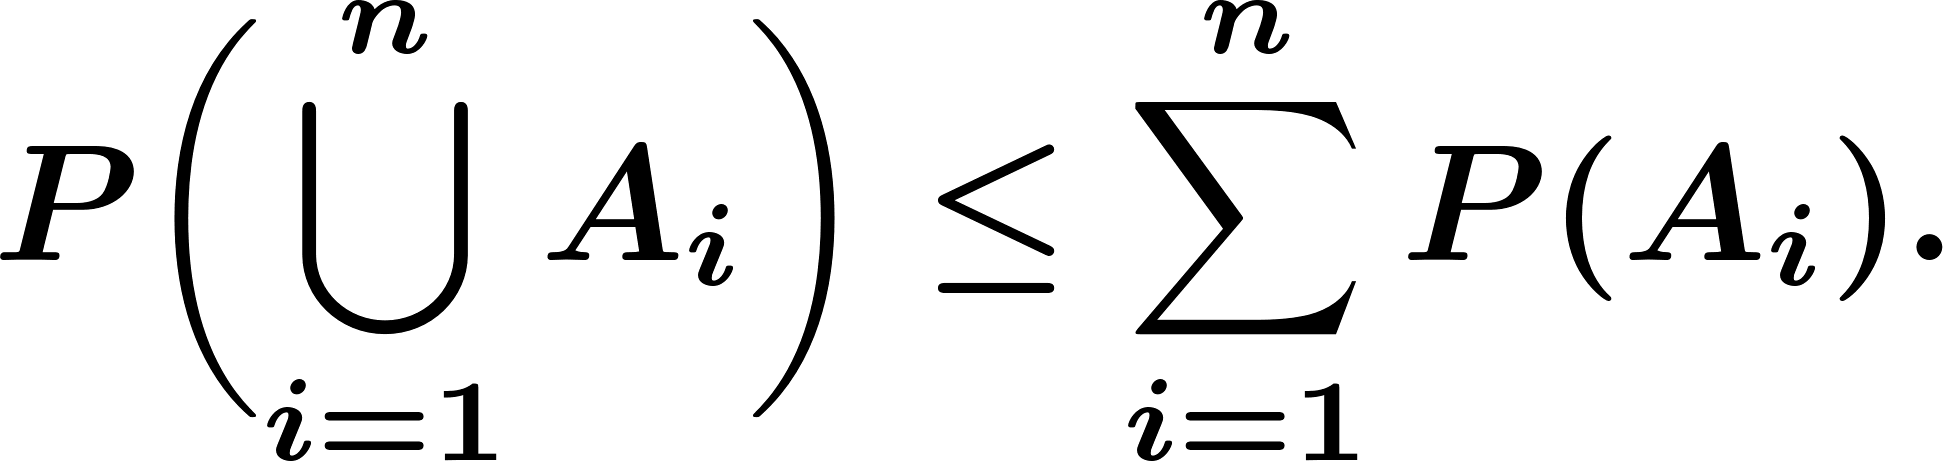 P(⋃_{i=1}^{n} A_i) ≤ ∑_{i=1}^{n} P(A_i).